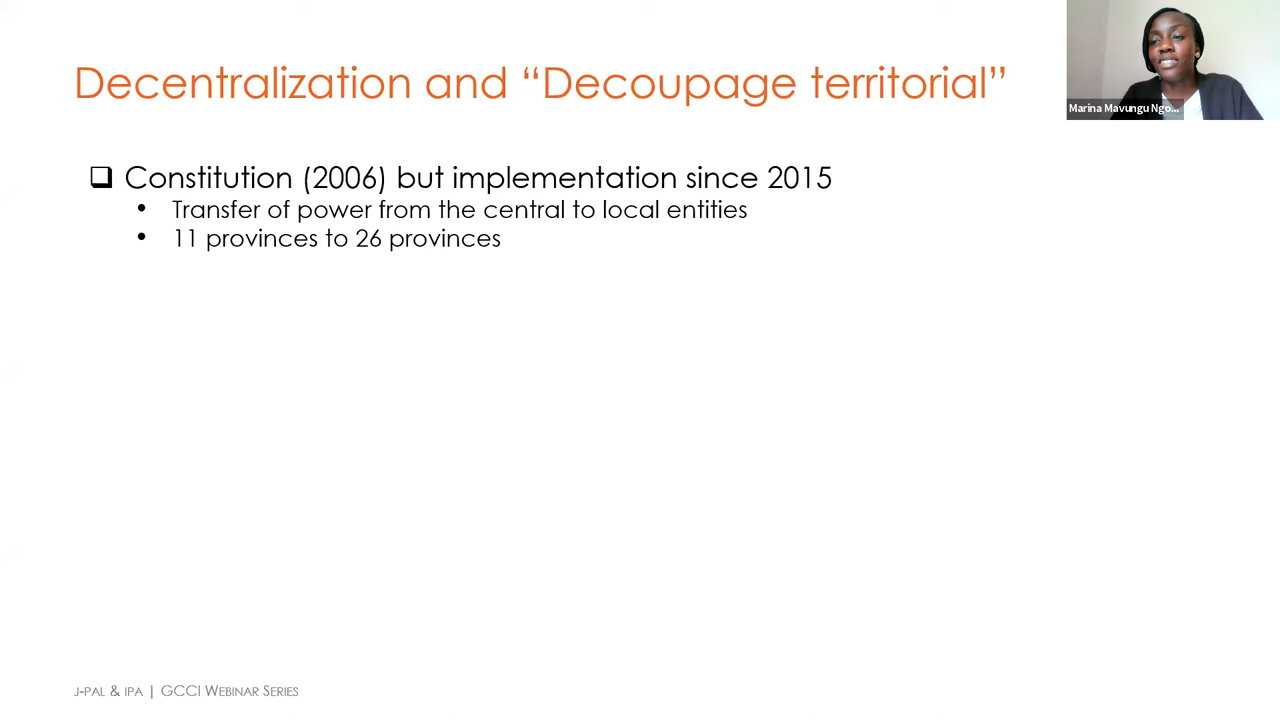 Decentralization and “Decoupage territorial”
Marina Mavungu Ngo...
Constitution (2006) but implementation since 2015
• Transfer of power from the central to local entities
• 11 provinces to 26 provinces
J-PAL & IPA | GCCI WEBINAR SERIES